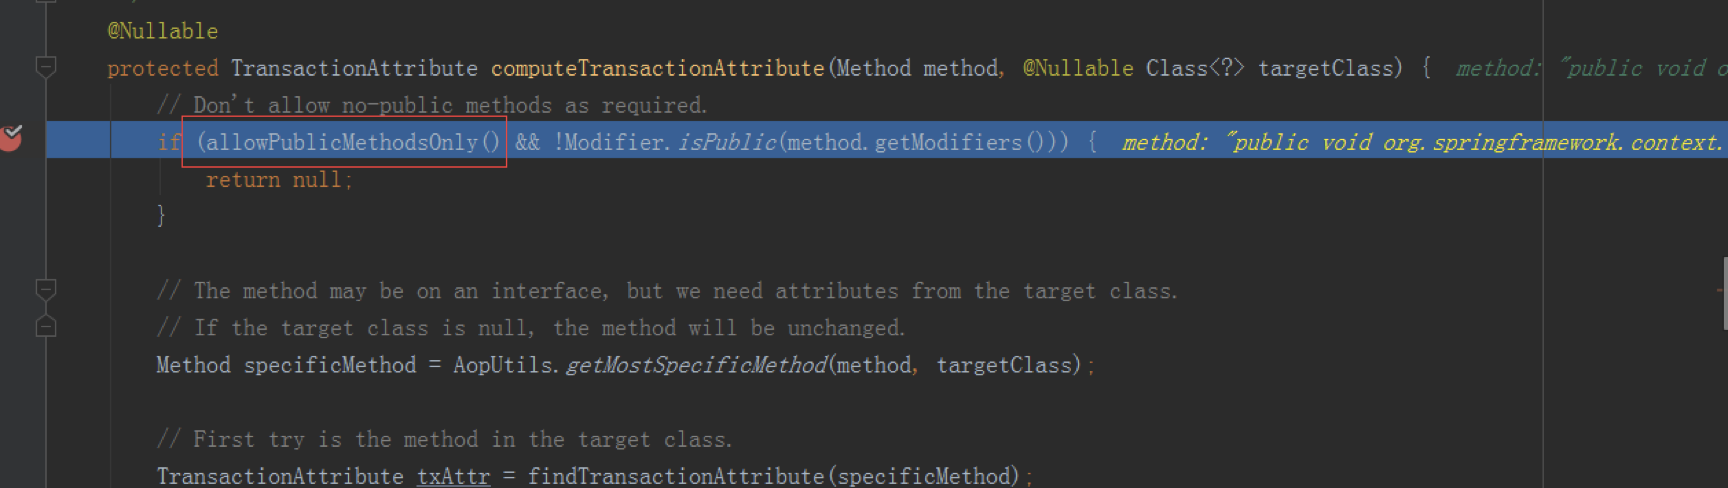 @Nullable
protected TransactionAttribute computeTransactionAttribute(Method method, @Nullable Class<?> targetClass) { method: "public void o
// Don't allow no-public methods as required.
if (allowPublicMethodsOnly() && !Modifier.isPublic(method.getModifiers())) { method: "public void org.springframework.context.
return null;
}
// The method may be on an interface, but we need attributes from the target class.
// If the target class is null, the method will be unchanged.
Method specificMethod = AopUtils.getMostSpecificMethod(method, targetClass);
// First try is the method in the target class.
TransactionAttribute txAttr = findTransactionAttribute(specificMethod);